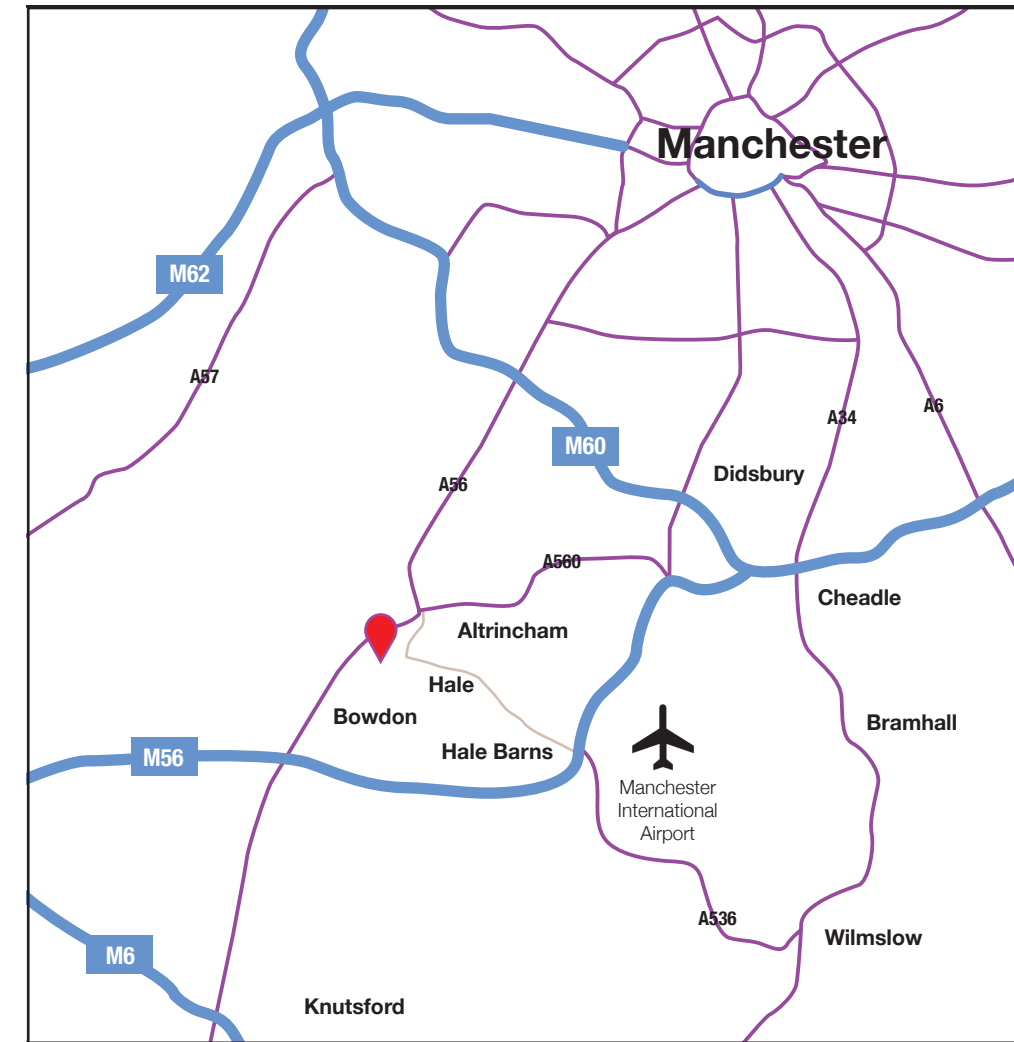 Manchester
M62
A57
A6
A34
M60
Didsbury
A56
A560
Cheadle
Altrincham
Hale
Bowdon
Bramhall
Hale Barns
M56
Manchester
International
Airport
A536
Wilmslow
M6
Knutsford